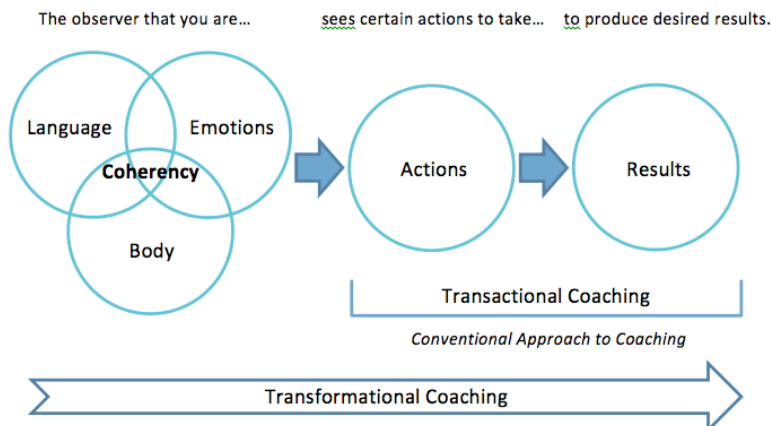 The observer that you are... sees certain actions to take... to produce desired results.
Language Emotions
Coherency
Body
Actions
Results
Transactional Coaching
Conventional Approach to Coaching
Transformational Coaching